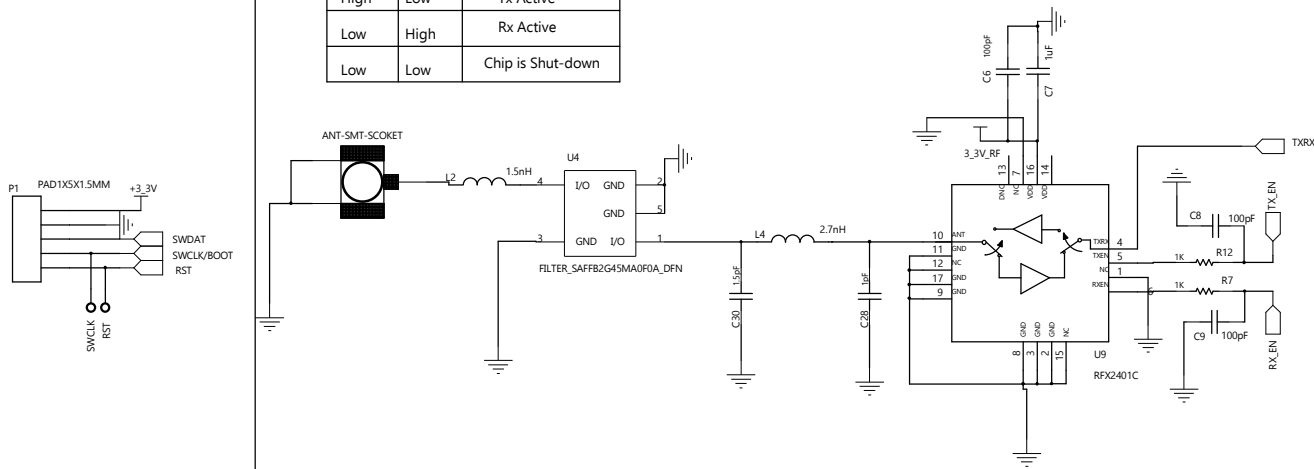 High Low Tx Active
Low High Rx Active
Low Low Chip is Shut-down
P1 PAD1X5X1.5MM +3_3V
SWDAT
SWCLK/BOOT
RST
SWCLK
RST
ANT-SMT-SCOKET
L2 1.5nH
U4
4 I/O GND 2
GND 5
3 GND I/O 1
FILTER_SAFFB2G45MA0F0A_DFN
L4 2.7nH
C30 1.5pF
C28 1pF
C6 100pF
C7 1uF
3_3V_RF
13 7 16 14
DNC NC VDD VDD
10 ANT
11 GND
12 NC
17 GND
9 GND
TXRX 4
TXEN 5
NC 1
RXEN 6
GND GND GND NC
8 3 2 15
U9
RFX2401C
TXRX
C8 100pF
TX_EN
1K R12
1K R7
C9 100pF
RX_EN